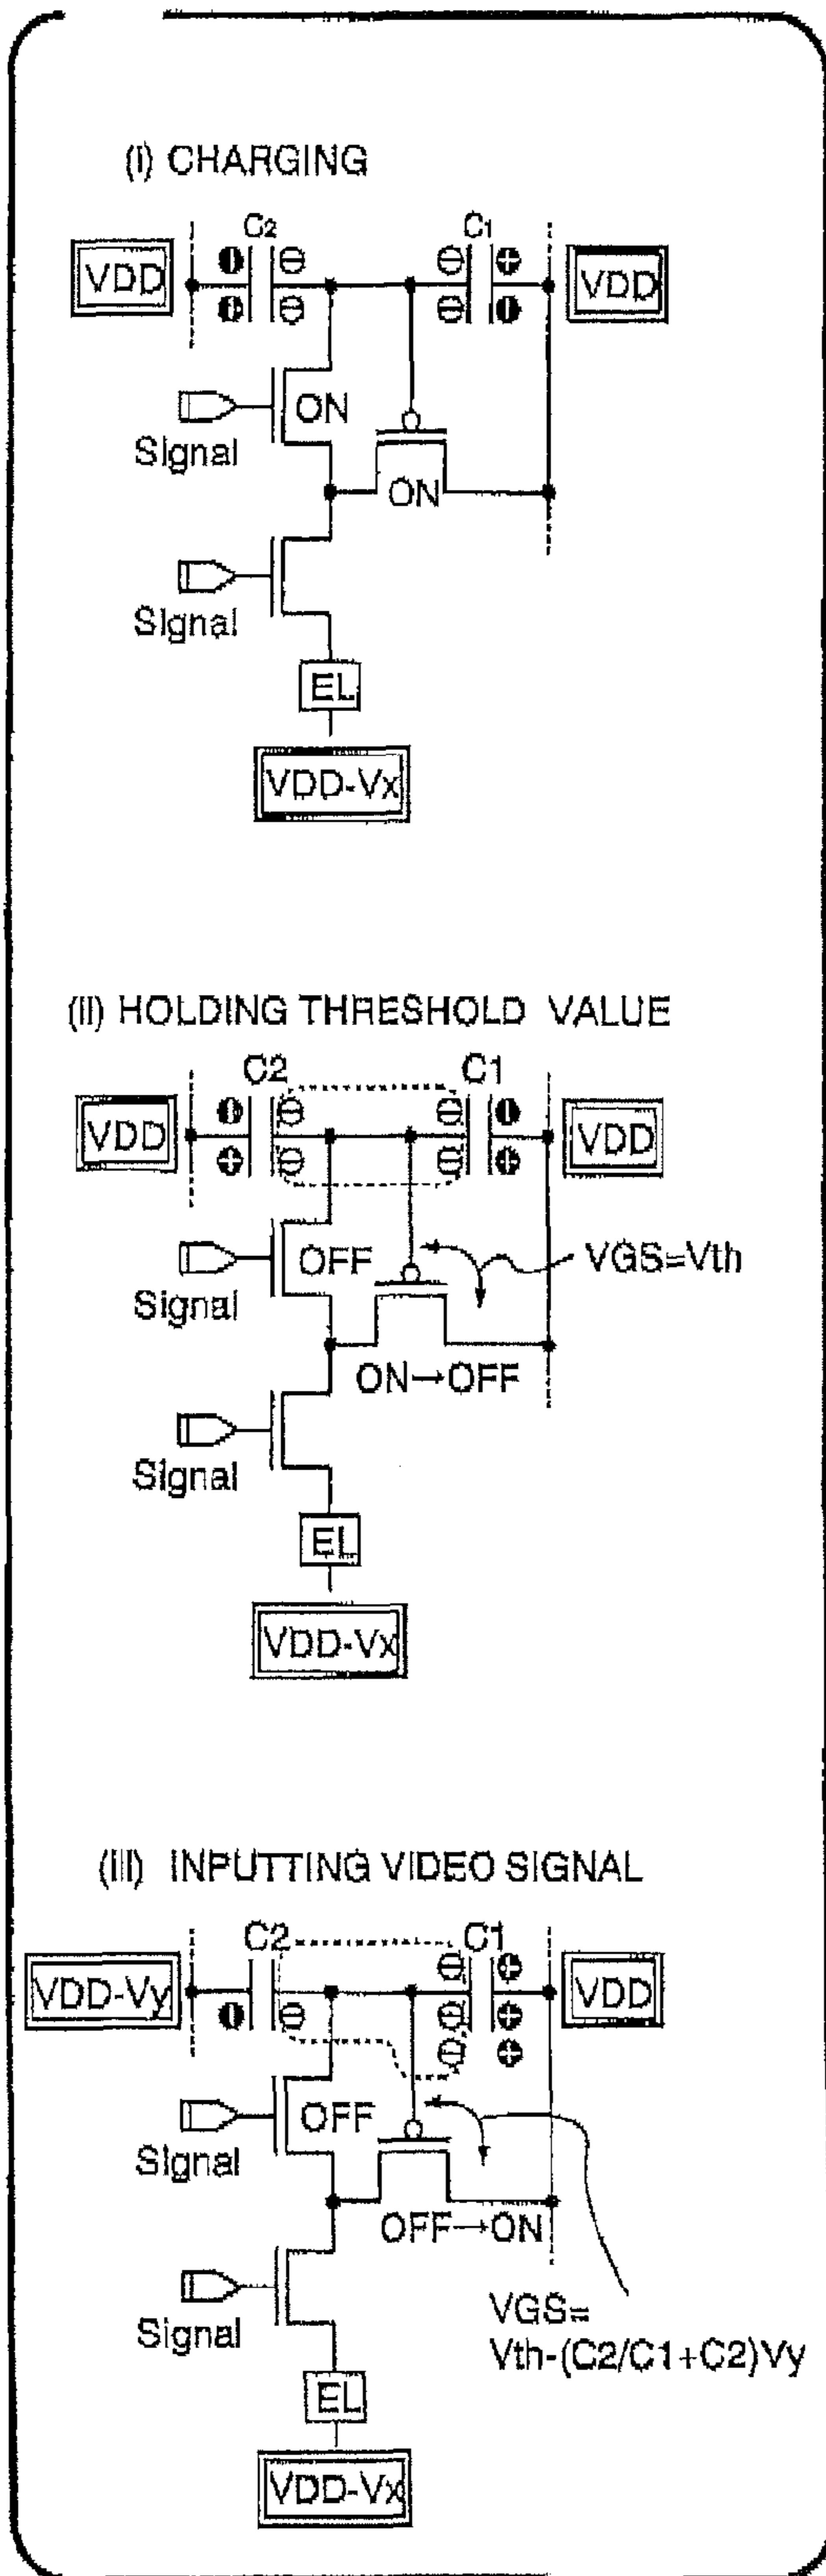 (I) CHARGING
C2
C1
VDD
VDD
ON
Signal
ON
Signal
EL
VDD-Vx
(II) HOLDING THRESHOLD VALUE
C2
C1
VDD
VDD
OFF
VGS=Vth
Signal
ON→OFF
Signal
EL
VDD-Vx
(III) INPUTTING VIDEO SIGNAL
C2
C1
VDD-Vy
VDD
OFF
Signal
OFF→ON
Signal
VGS=
Vth-(C2/C1+C2)Vy
EL
VDD-Vx